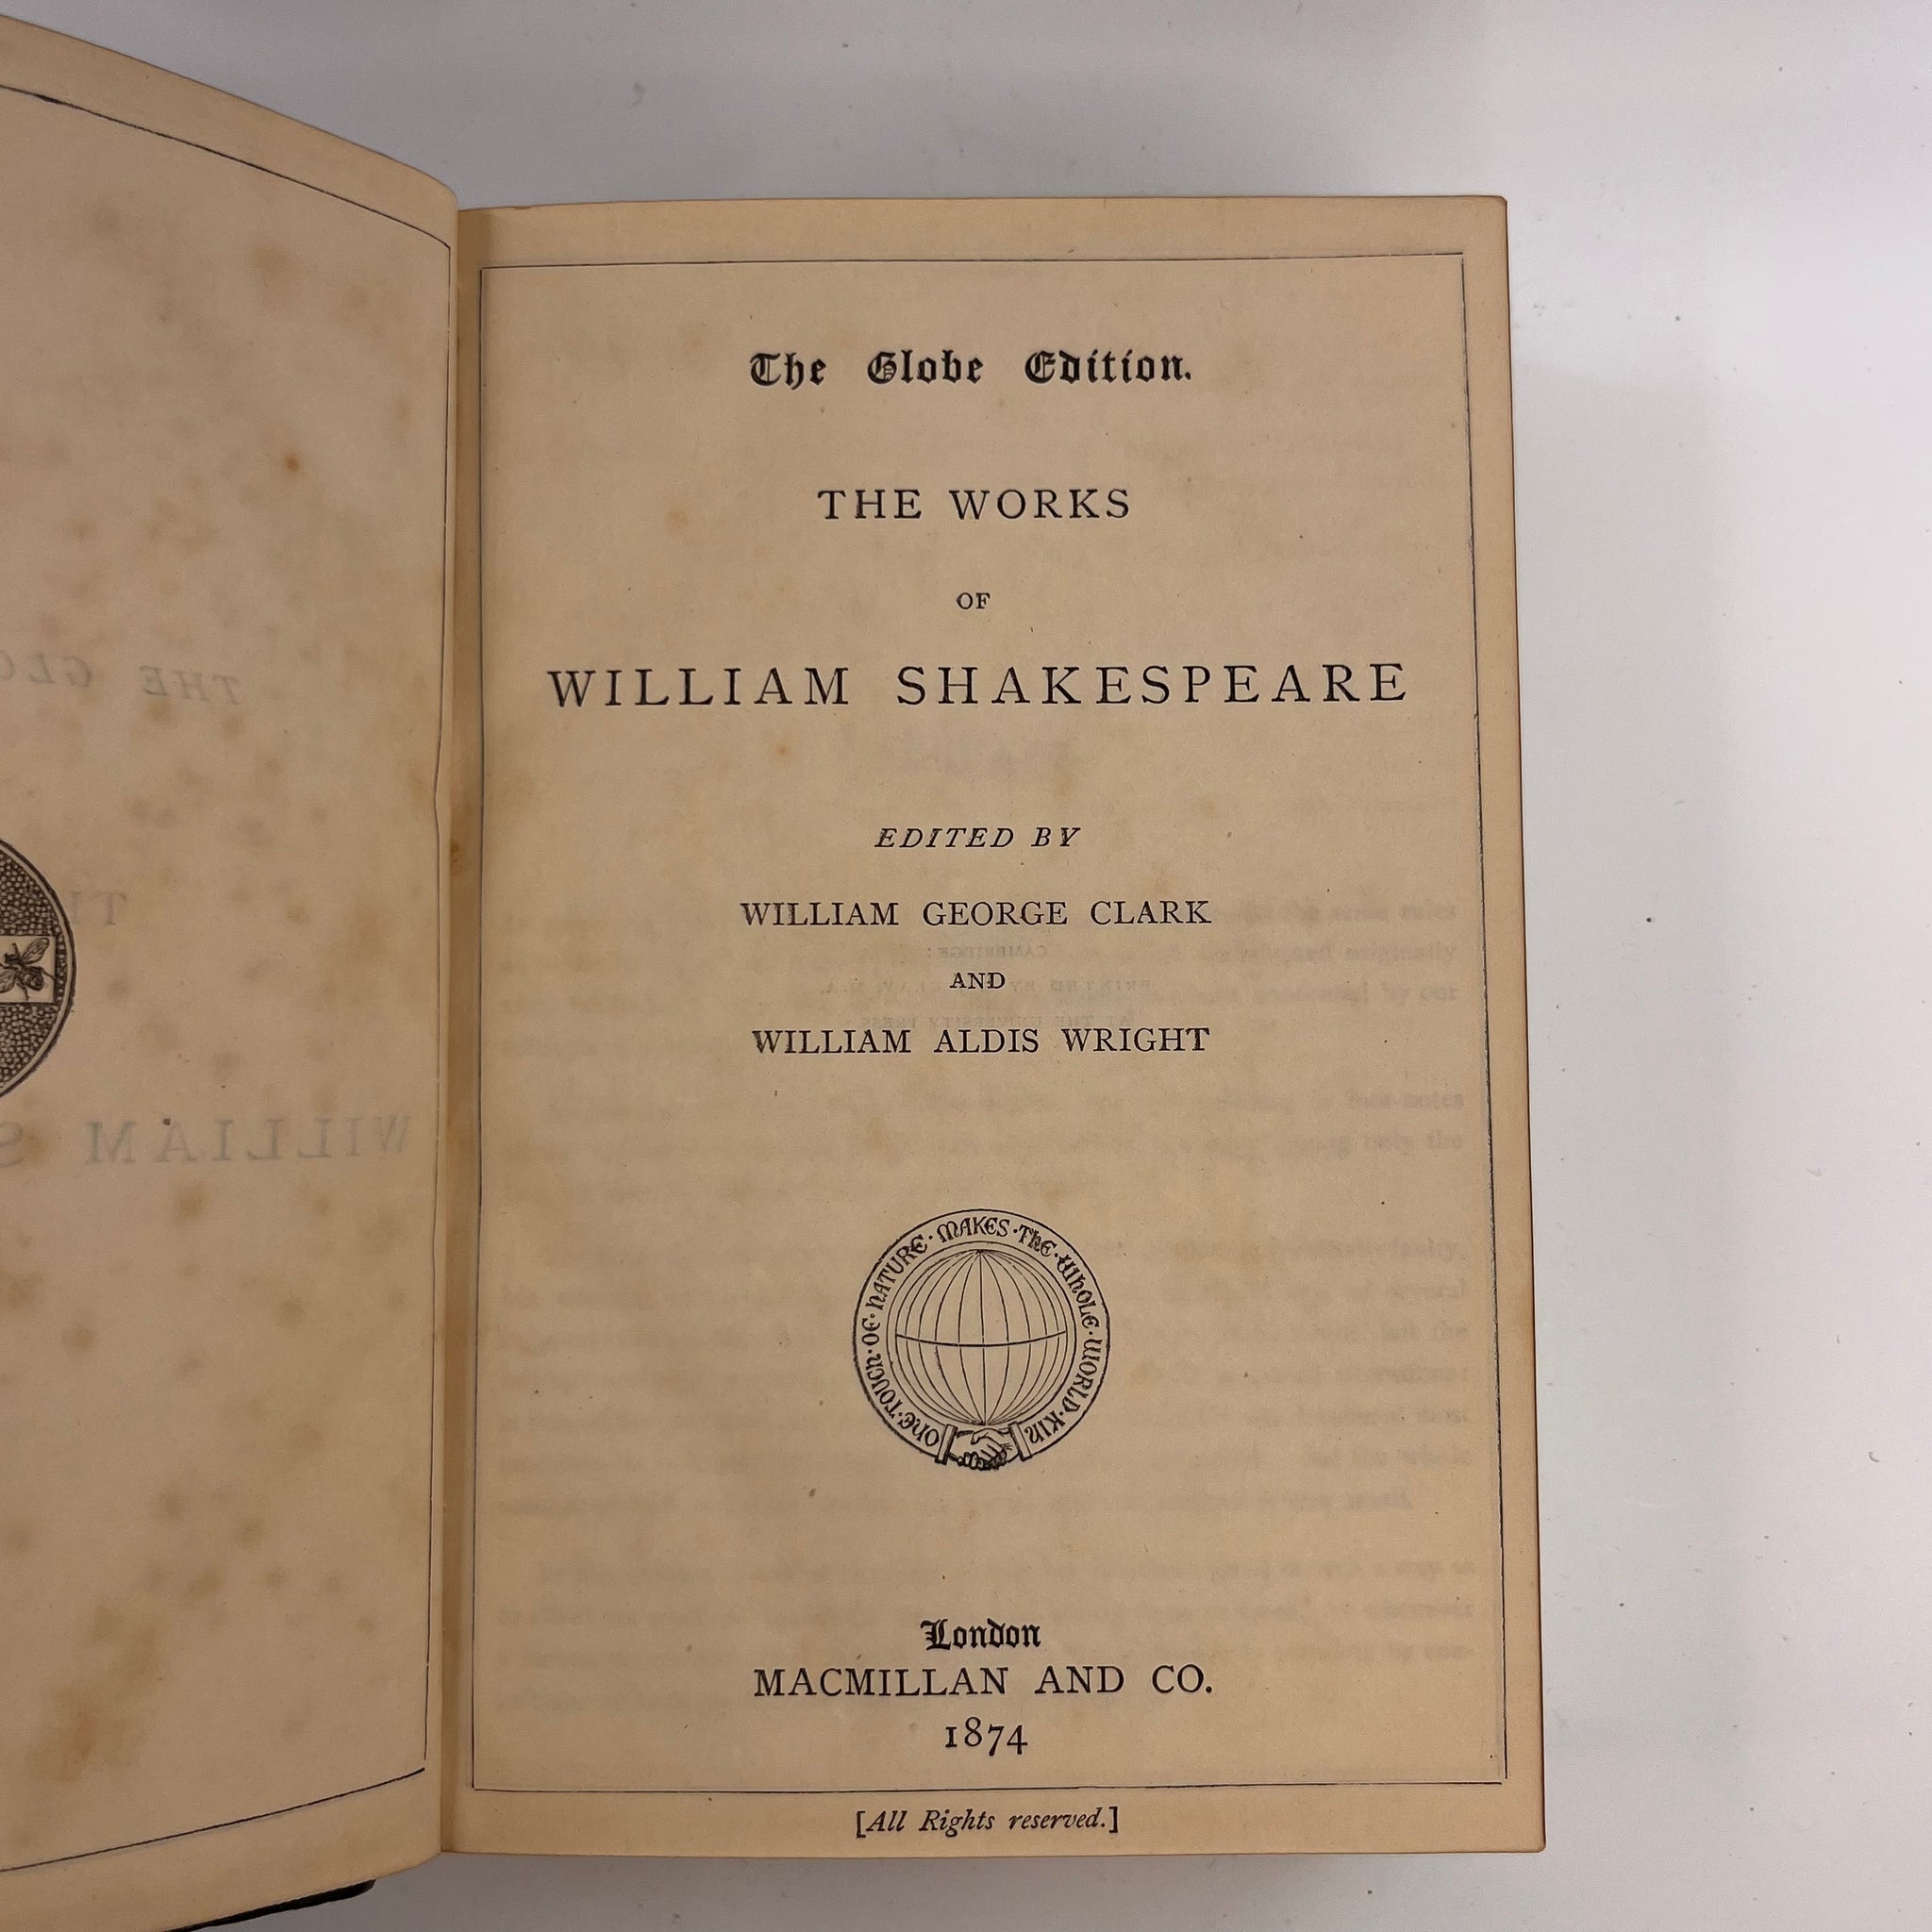 The Globe Edition.
THE WORKS
OF
WILLIAM SHAKESPEARE
EDITED BY
WILLIAM GEORGE CLARK
AND
WILLIAM ALDIS WRIGHT
ONE·TOUCH·OF·NATURE·MAKES·THE·WHOLE·WORLD·KIN
London
MACMILLAN AND CO.
1874
[All Rights reserved.]